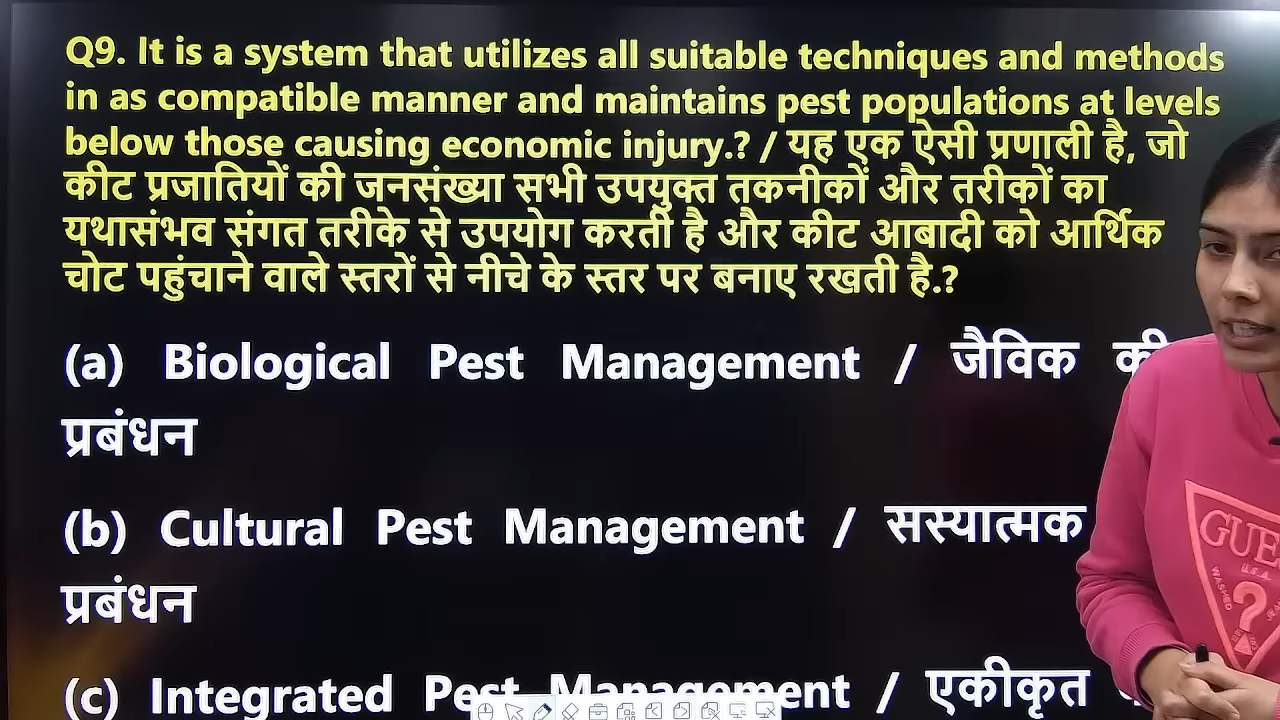 Q9. It is a system that utilizes all suitable techniques and methods
in as compatible manner and maintains pest populations at levels
below those causing economic injury.? / यह एक ऐसी प्रणाली है, जो
कीट प्रजातियों की जनसंख्या सभी उपयुक्त तकनीकों और तरीकों का
यथासंभव संगत तरीके से उपयोग करती है और कीट आबादी को आर्थिक
चोट पहुंचाने वाले स्तरों से नीचे के स्तर पर बनाए रखती है.?
(a) Biological Pest Management / जैविक
प्रबंधन
(b) Cultural Pest Management / सस्यात्मक
प्रबंधन
(c) Integrated Pest Management / एकीकृत
U.S.A.
WASHED